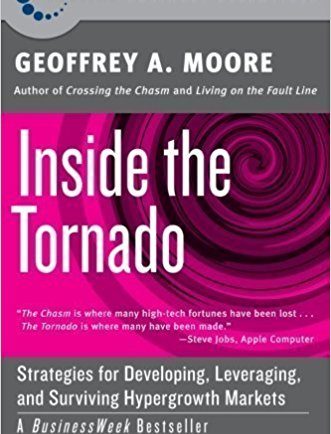 GEOFFREY A. MOORE
Author of Crossing the Chasm and Living on the Fault Line
Inside the
Tornado
"The Chasm is where many high-tech fortunes have been lost . . .
The Tornado is where many have been made."
—Steve Jobs, Apple Computer
Strategies for Developing, Leveraging,
and Surviving Hypergrowth Markets
A BusinessWeek Bestseller